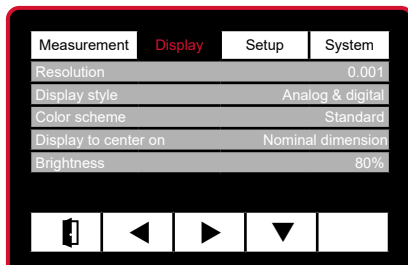 Measurement Display Setup System
Resolution 0.001
Display style Analog & digital
Color scheme Standard
Display to center on Nominal dimension
Brightness 80%